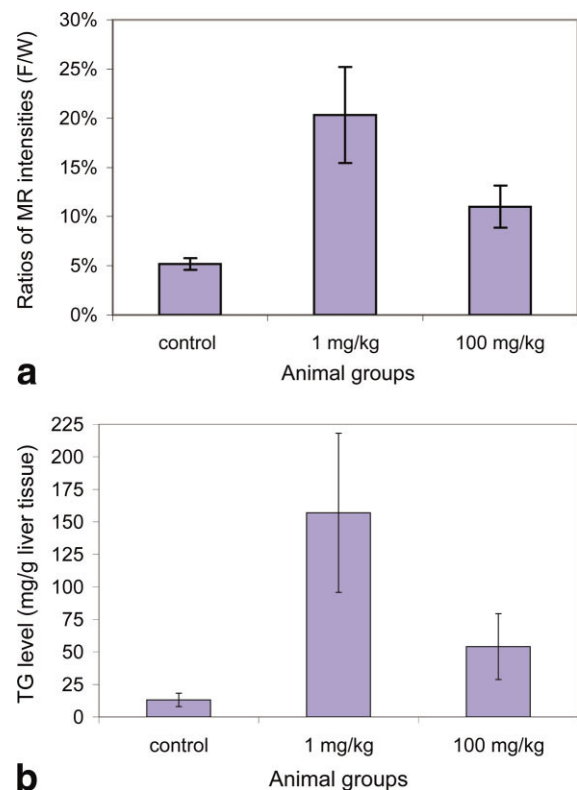 30%
25%
20%
15%
10%
5%
0%
Ratios of MR intensities (F/W)
control 1 mg/kg 100 mg/kg
Animal groups
a
225
200
175
150
125
100
75
50
25
0
TG level (mg/g liver tissue)
control 1 mg/kg 100 mg/kg
Animal groups
b